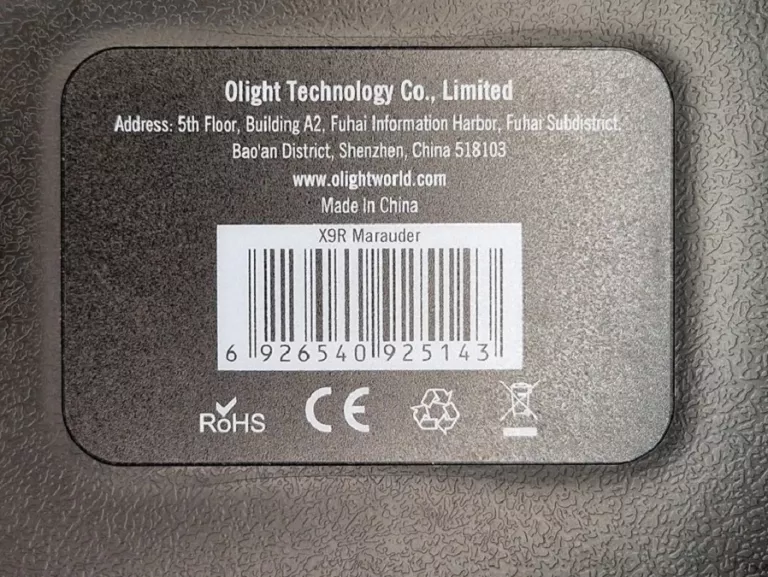 Olight Technology Co., Limited
Address: 5th Floor, Building A2, Fuhai Information Harbor, Fuhai Subdistrict,
Bao'an District, Shenzhen, China 518103
www.olightworld.com
Made In China
X9R Marauder
6 926540 925143
RoHS CE